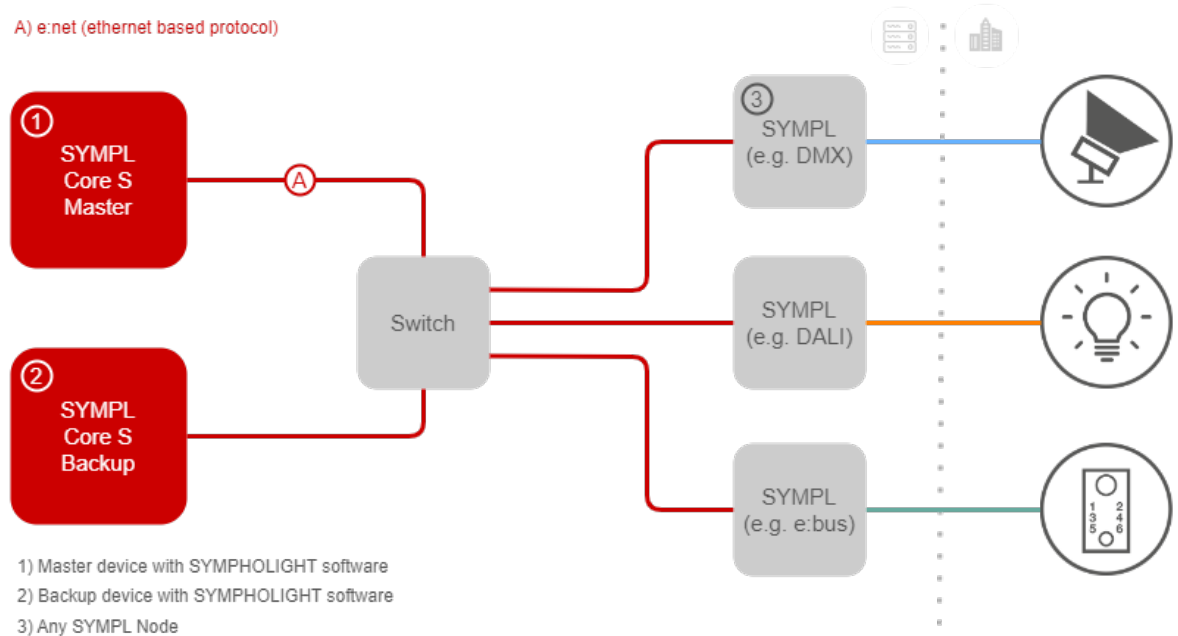 A) e:net (ethernet based protocol)
1
SYMPL
Core S
Master
A
3
SYMPL
(e.g. DMX)
Switch
SYMPL
(e.g. DALI)
2
SYMPL
Core S
Backup
SYMPL
(e.g. e:bus)
1 2
3 4
5 6
1) Master device with SYMPHOLIGHT software
2) Backup device with SYMPHOLIGHT software
3) Any SYMPL Node